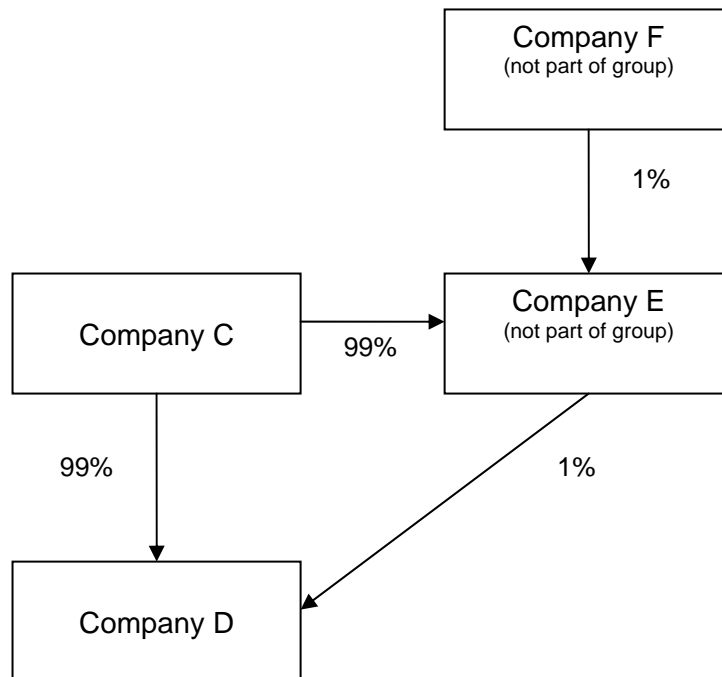 Company F
(not part of group)
1%
Company C
99%
Company E
(not part of group)
99%
1%
Company D